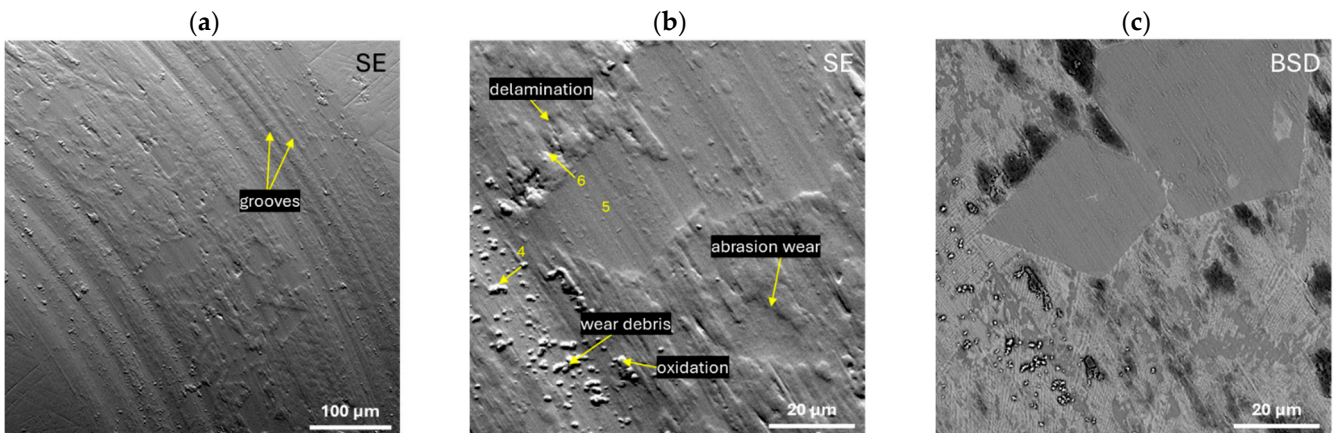 (a)
(b)
(c)
SE
grooves
100 µm
SE
delamination
6
5
4
abrasion wear
wear debris
oxidation
20 µm
BSD
20 µm